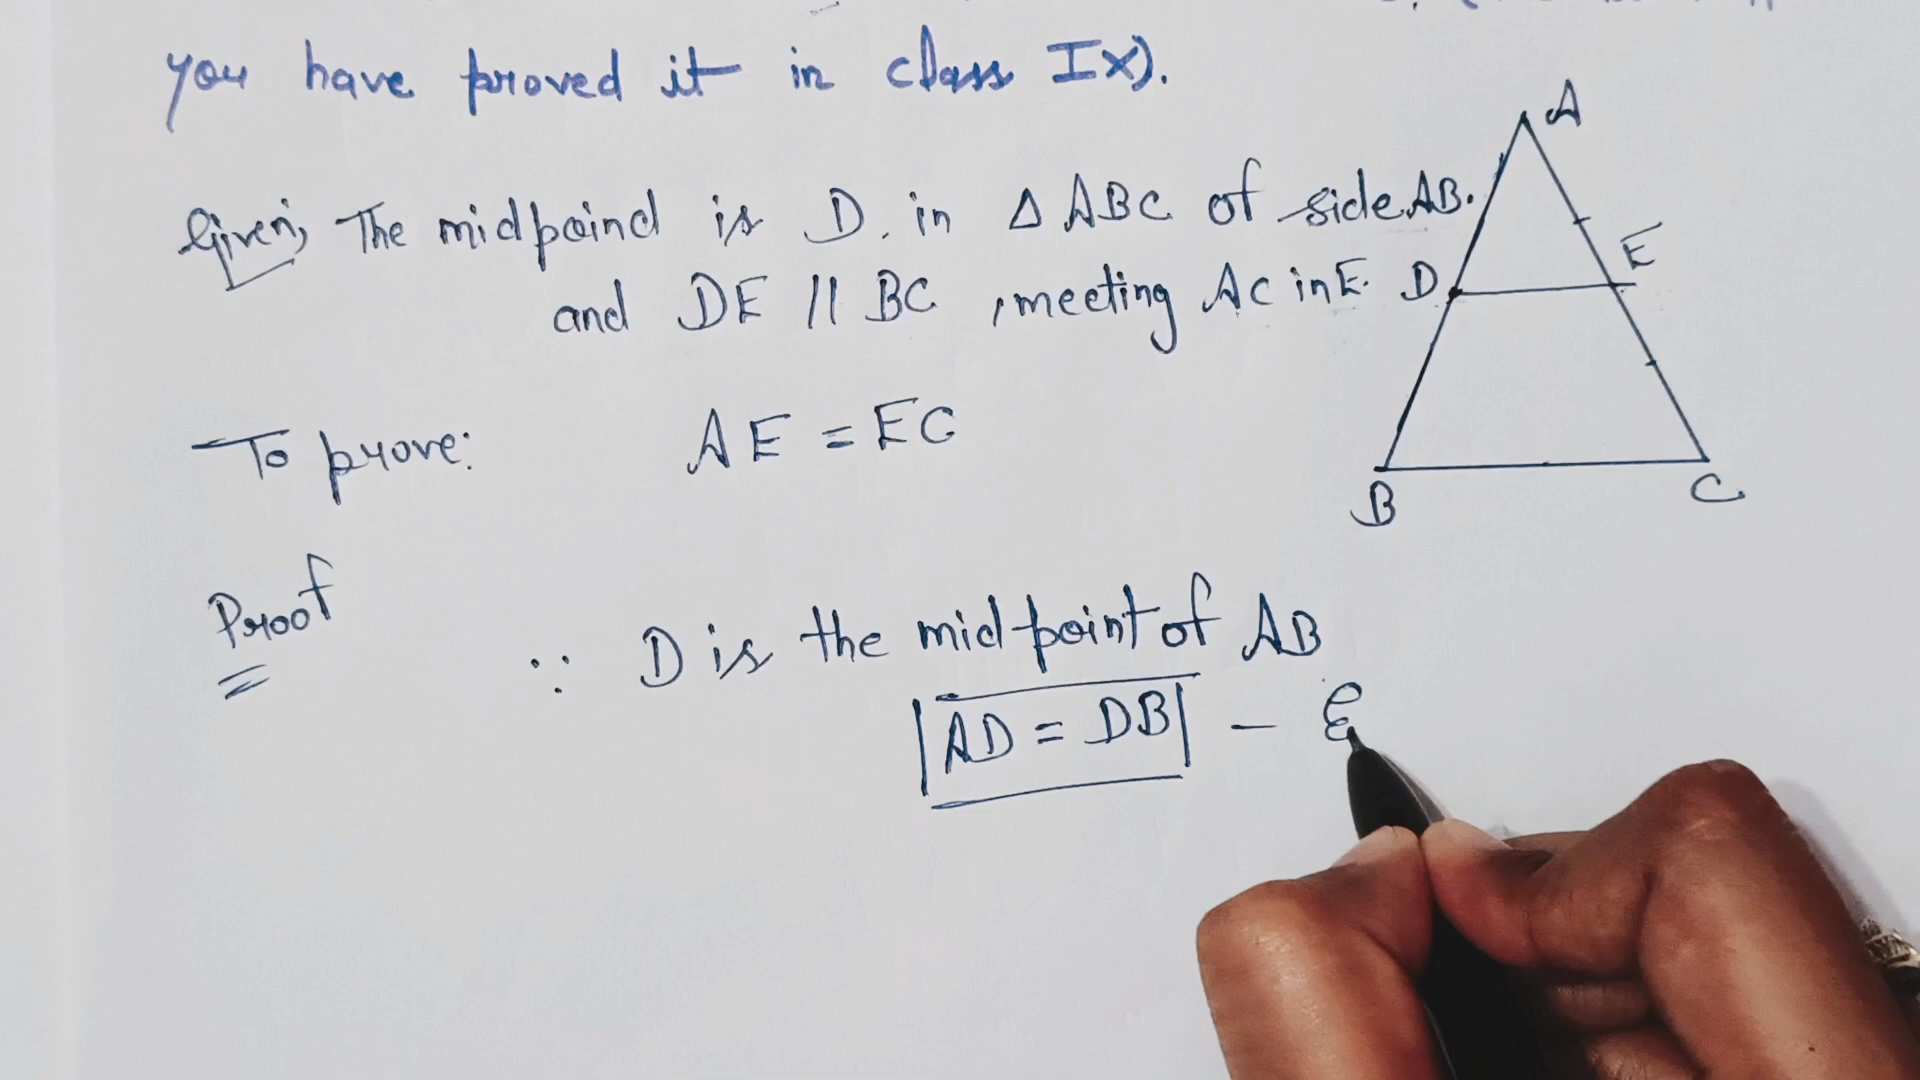 you have proved it in class IX).
Given, The midpoind is D. in Δ ABC of side AB.
and DE || BC , meeting AC in E.
To prove: AE = EC
Proof
∵ D is the mid point of AB
AD = DB –
A
D
E
B
C